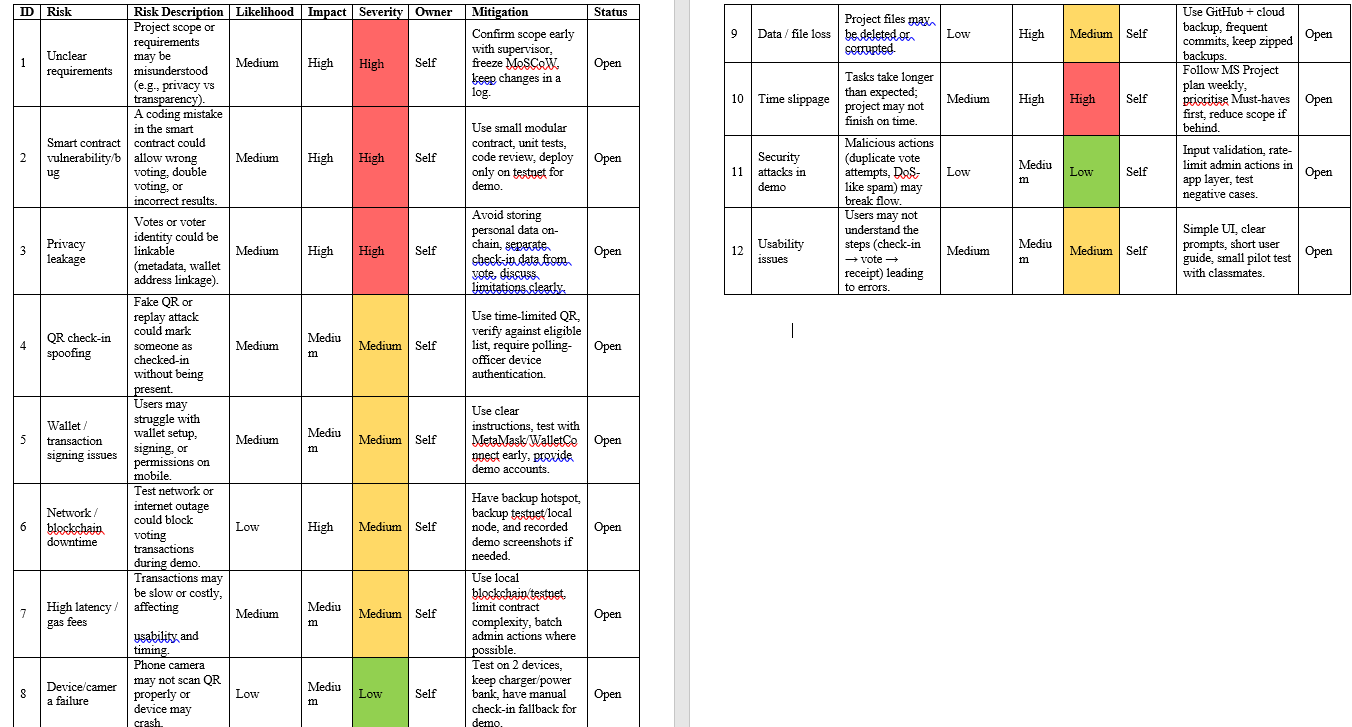 ID Risk Risk Description Likelihood Impact Severity Owner Mitigation Status
1
Unclear
requirements
Project scope or
requirements
may be
misunderstood
(e.g., privacy vs
transparency).
Medium
High
High
Self
Confirm scope early
with supervisor,
freeze MoSCoW,
keep changes in a
log.
Open
2
Smart contract
vulnerability/b
ug
A coding mistake
in the smart
contract could
allow wrong
voting, double
voting, or
incorrect results.
Medium
High
High
Self
Use small modular
contract, unit tests,
code review, deploy
only on testnet for
demo.
Open
3
Privacy
leakage
Votes or voter
identity could be
linkable
(metadata, wallet
address linkage).
Medium
High
High
Self
Avoid storing
personal data on-
chain, separate
check-in data from
vote, discuss
limitations clearly.
Open
4
QR check-in
spoofing
Fake QR or
replay attack
could mark
someone as
checked-in
without being
present.
Medium
Mediu
m
Medium
Self
Use time-limited QR,
verify against eligible
list, require polling-
officer device
authentication.
Open
5
Wallet /
transaction
signing issues
Users may
struggle with
wallet setup,
signing, or
permissions on
mobile.
Medium
Mediu
m
Medium
Self
Use clear
instructions, test with
MetaMask/WalletCo
nnect early, provide
demo accounts.
Open
6
Network /
blockchain
downtime
Test network or
internet outage
could block
voting
transactions
during demo.
Low
High
Medium
Self
Have backup hotspot,
backup testnet/local
node, and recorded
demo screenshots if
needed.
Open
7
High latency /
gas fees
Transactions may
be slow or costly,
affecting
usability and
timing.
Medium
Mediu
m
Medium
Self
Use local
blockchain/testnet,
limit contract
complexity, batch
admin actions where
possible.
Open
8
Device/camer
a failure
Phone camera
may not scan QR
properly or
device may
crash.
Low
Mediu
m
Low
Self
Test on 2 devices,
keep charger/power
bank, have manual
check-in fallback for
demo.
Open
9
Data / file loss
Project files may
be deleted or
corrupted.
Low
High
Medium
Self
Use GitHub + cloud
backup, frequent
commits, keep zipped
backups.
Open
10
Time slippage
Tasks take longer
than expected;
project may not
finish on time.
Medium
High
High
Self
Follow MS Project
plan weekly,
prioritise Must-haves
first, reduce scope if
behind.
Open
11
Security
attacks in
demo
Malicious actions
(duplicate vote
attempts, DoS-
like spam) may
break flow.
Low
Mediu
m
Low
Self
Input validation, rate-
limit admin actions in
app layer, test
negative cases.
Open
12
Usability
issues
Users may not
understand the
steps (check-in
→ vote →
receipt) leading
to errors.
Medium
Mediu
m
Medium
Self
Simple UI, clear
prompts, short user
guide, small pilot test
with classmates.
Open